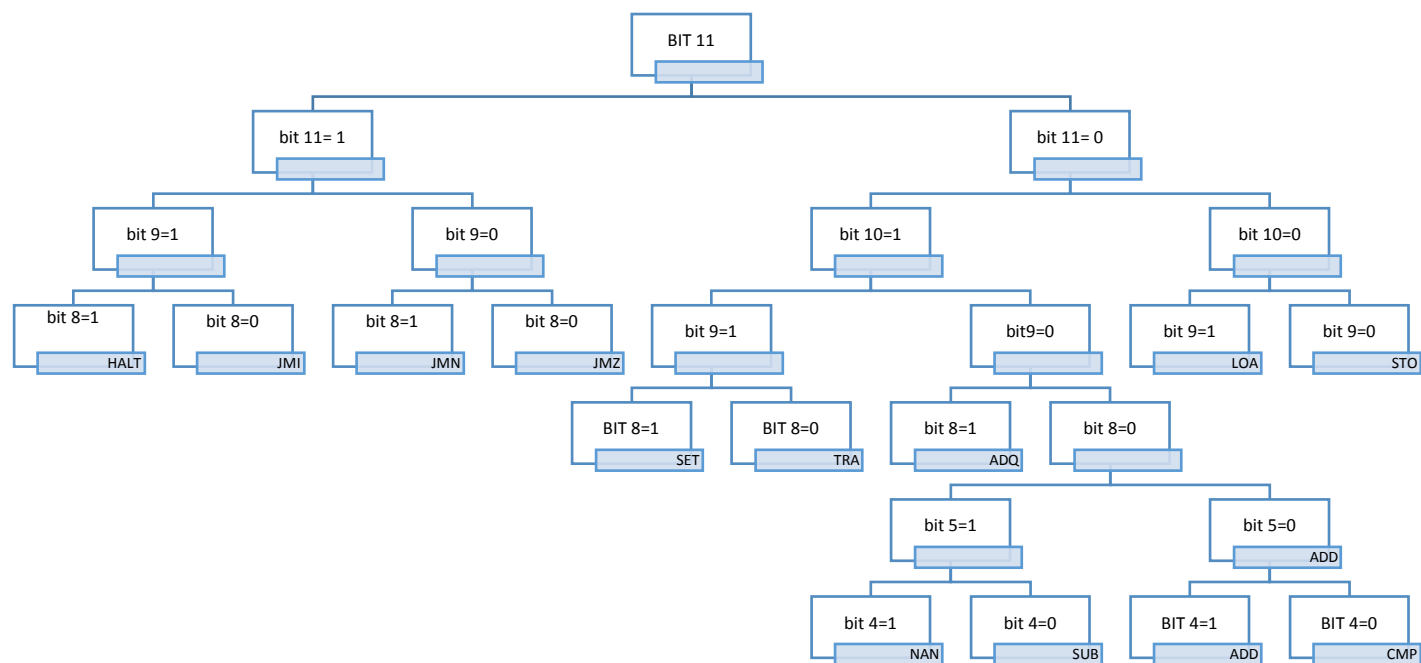 BIT 11
bit 11= 1
bit 11= 0
bit 9=1
bit 9=0
bit 10=1
bit 10=0
bit 8=1
HALT
bit 8=0
JMI
bit 8=1
JMN
bit 8=0
JMZ
bit 9=1
bit9=0
bit 9=1
LOA
bit 9=0
STO
BIT 8=1
SET
BIT 8=0
TRA
bit 8=1
ADQ
bit 8=0
bit 5=1
bit 5=0
ADD
bit 4=1
NAN
bit 4=0
SUB
BIT 4=1
ADD
BIT 4=0
CMP